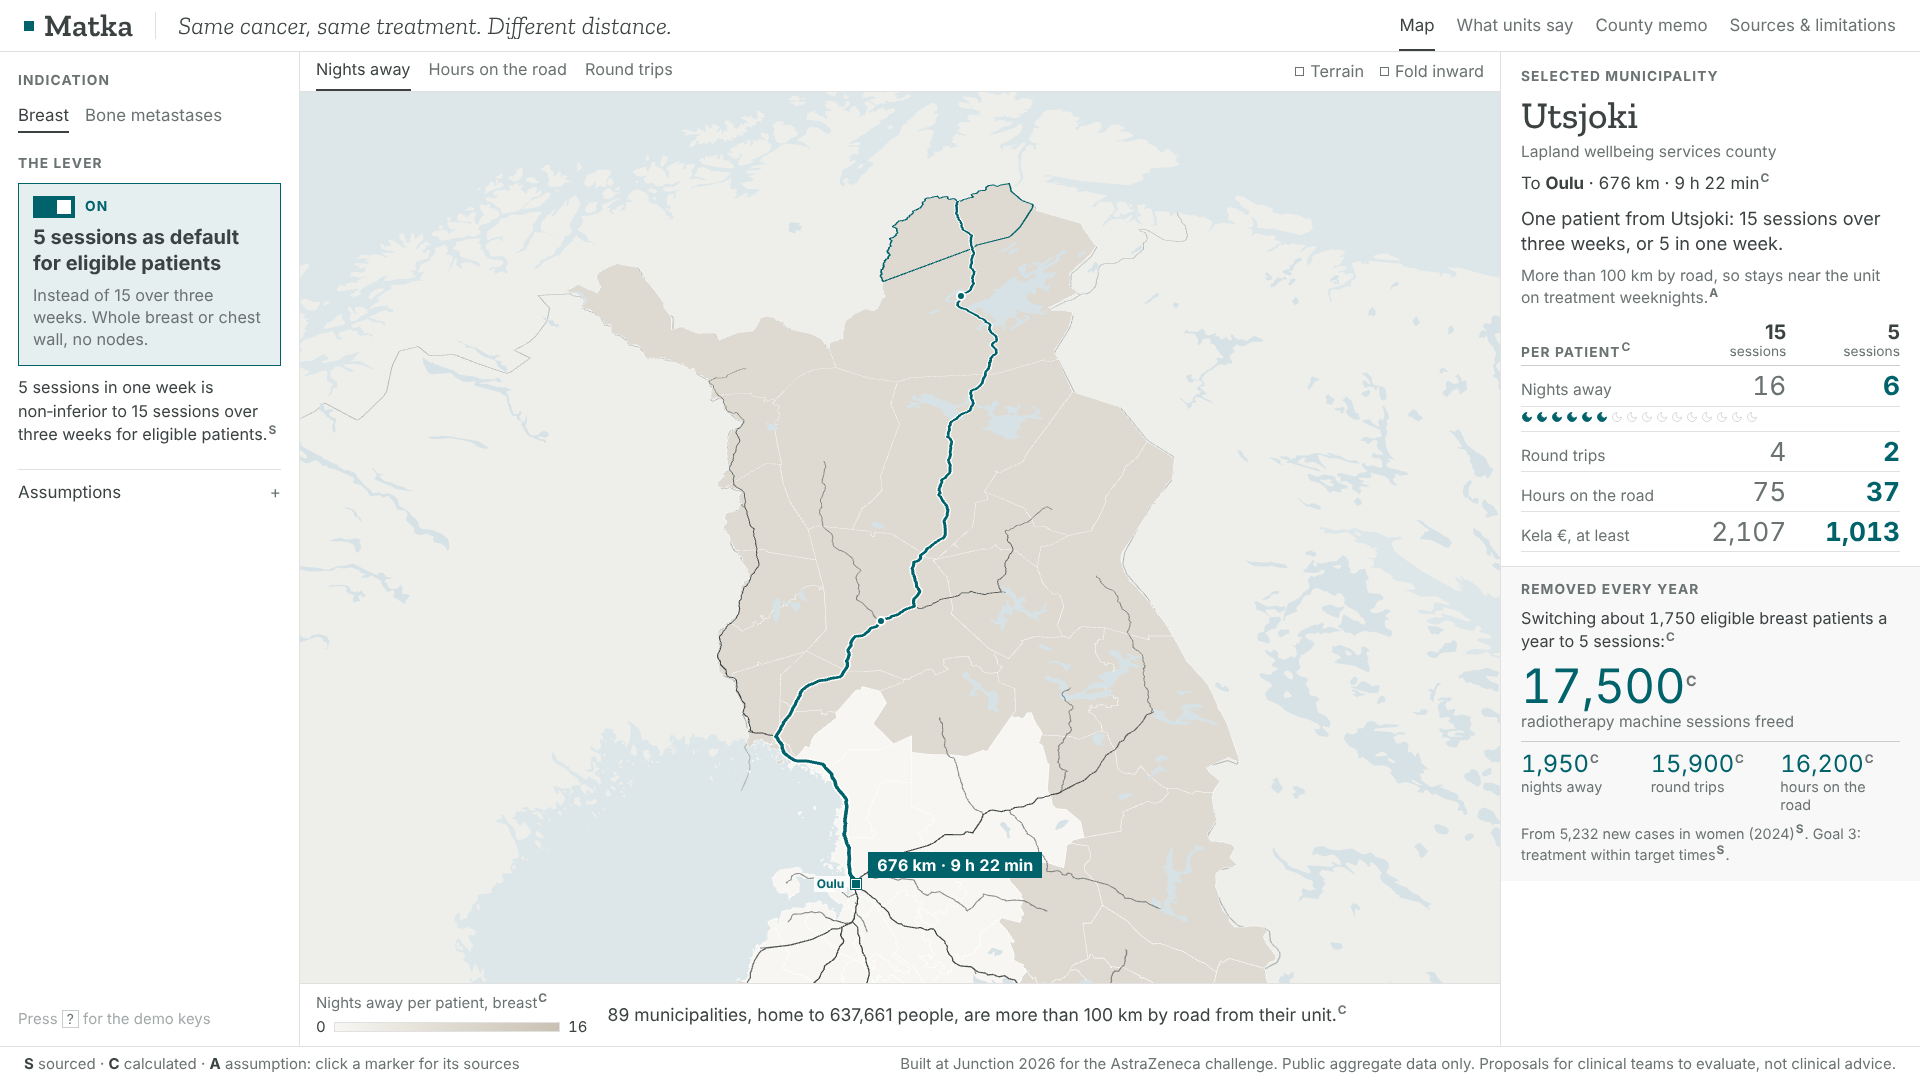 Matka
Same cancer, same treatment. Different distance.
Map
What units say
County memo
Sources & limitations
INDICATION
Breast
Bone metastases
THE LEVER
ON
5 sessions as default
for eligible patients
Instead of 15 over three
weeks. Whole breast or chest
wall, no nodes.
5 sessions in one week is
non-inferior to 15 sessions over
three weeks for eligible patients.S
Assumptions +
Press ? for the demo keys
Nights away
Hours on the road
Round trips
Terrain
Fold inward
676 km · 9 h 22 min
Oulu
Nights away per patient, breastC
0 16
89 municipalities, home to 637,661 people, are more than 100 km by road from their unit.C
SELECTED MUNICIPALITY
Utsjoki
Lapland wellbeing services county
To Oulu · 676 km · 9 h 22 minC
One patient from Utsjoki: 15 sessions over
three weeks, or 5 in one week.
More than 100 km by road, so stays near the unit
on treatment weeknights.A
15 5
PER PATIENTC sessions sessions
Nights away 16 6
Round trips 4 2
Hours on the road 75 37
Kela €, at least 2,107 1,013
REMOVED EVERY YEAR
Switching about 1,750 eligible breast patients a
year to 5 sessions:C
17,500C
radiotherapy machine sessions freed
1,950C 15,900C 16,200C
nights away round trips hours on the
road
From 5,232 new cases in women (2024)S. Goal 3:
treatment within target timesS.
S sourced · C calculated · A assumption: click a marker for its sources
Built at Junction 2026 for the AstraZeneca challenge. Public aggregate data only. Proposals for clinical teams to evaluate, not clinical advice.